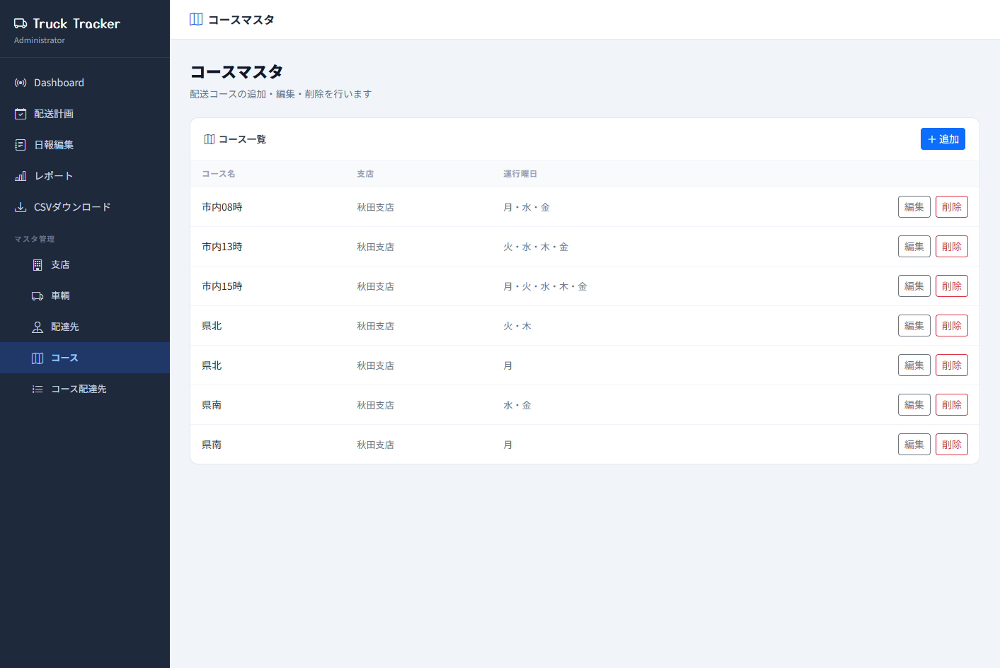 Truck Tracker
Administrator
Dashboard
配送計画
日報編集
レポート
CSVダウンロード
マスタ管理
支店
車輌
配達先
コース
コース配達先
コースマスタ
コースマスタ
配送コースの追加・編集・削除を行います
コース一覧
+ 追加
コース名 支店 運行曜日
市内08時 秋田支店 月・水・金 編集 削除
市内13時 秋田支店 火・水・木・金 編集 削除
市内15時 秋田支店 月・火・水・木・金 編集 削除
県北 秋田支店 火・木 編集 削除
県北 秋田支店 月 編集 削除
県南 秋田支店 水・金 編集 削除
県南 秋田支店 月 編集 削除